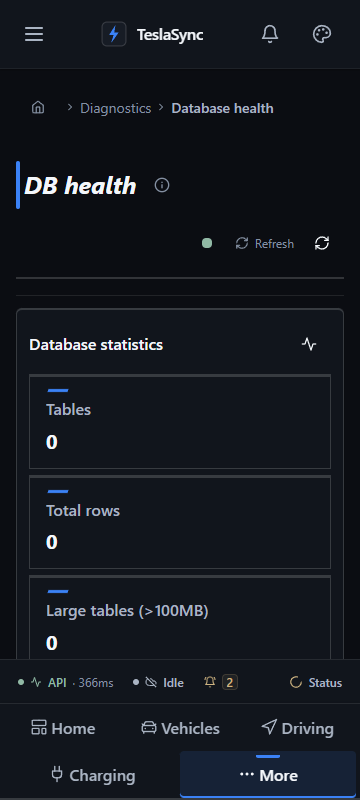 TeslaSync
Diagnostics > Database health
DB health
Refresh
Database statistics
Tables
0
Total rows
0
Large tables (>100MB)
0
API · 366ms Idle 2 Status
Home Vehicles Driving
Charging ··· More